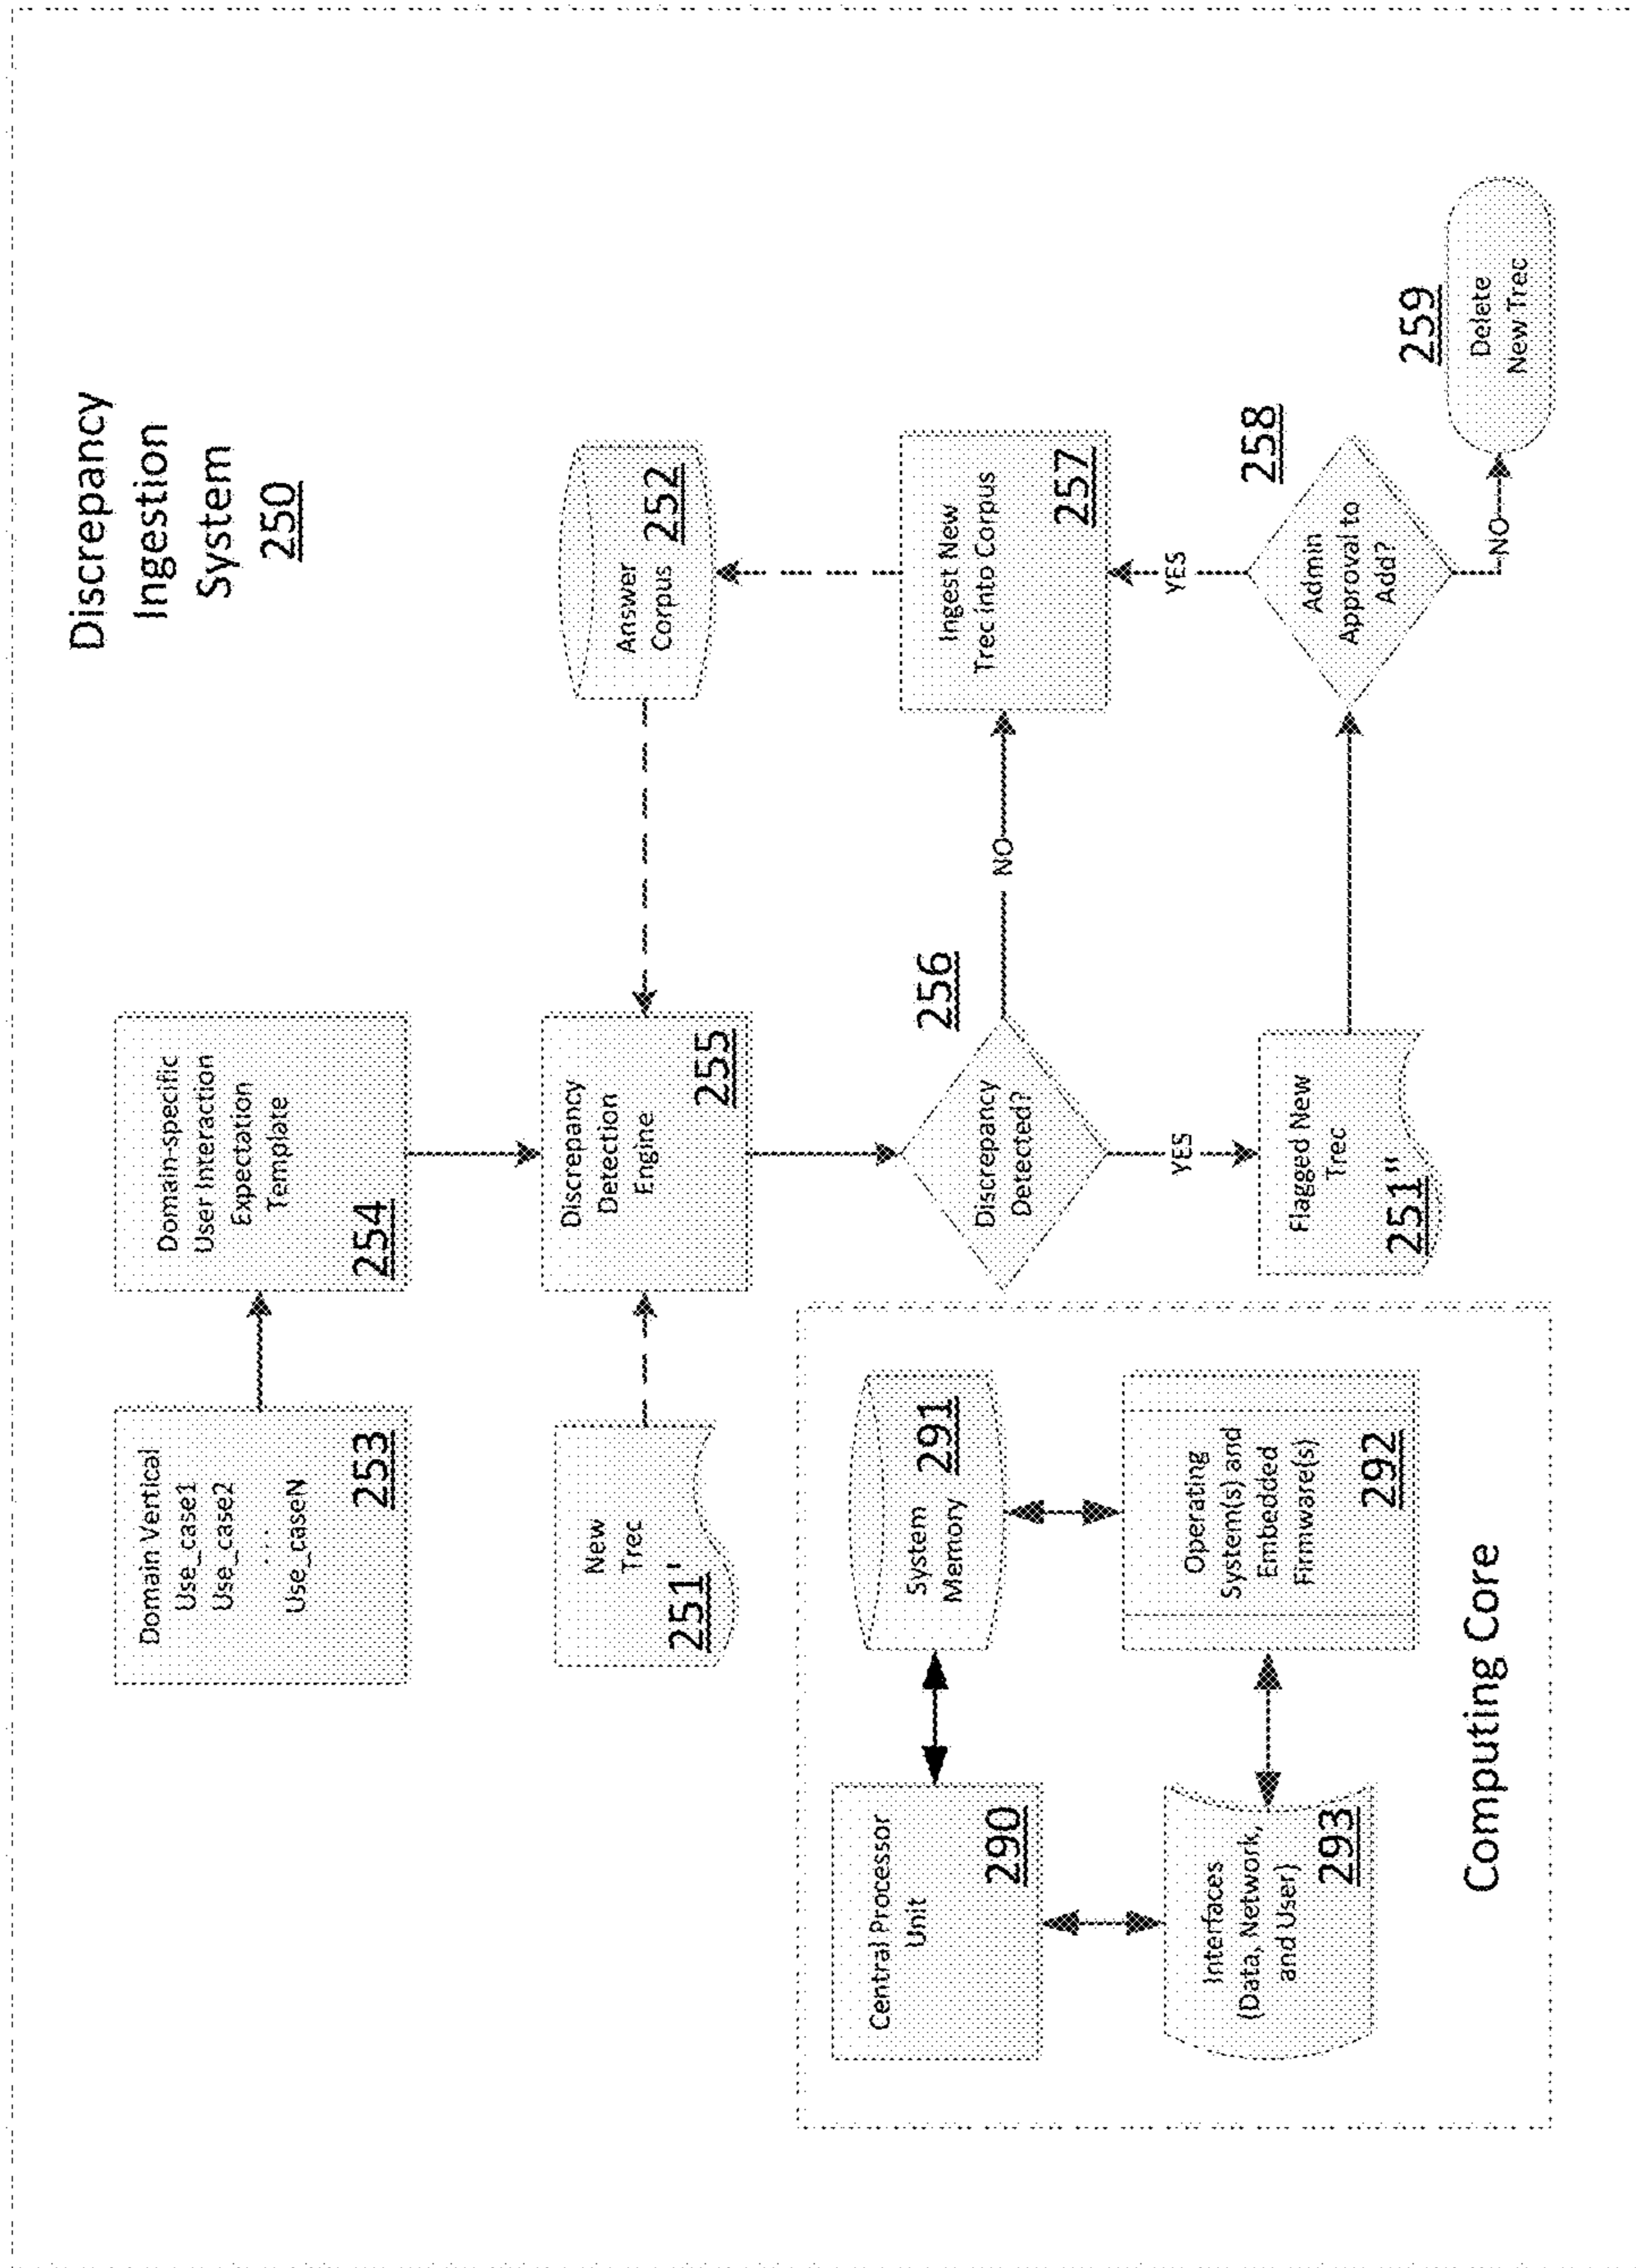 Discrepancy
Ingestion
System
250
Domain Vertical
Use_case1
Use_case2
. . .
Use_caseN
253
Domain-specific
User Interaction
Expectation
Template
254
New
Trec
251'
Discrepancy
Detection
Engine
255
Answer
Corpus
252
Discrepancy
Detected?
256
NO
Ingest New
Trec into Corpus
257
YES
YES
Flagged New
Trec
251"
Admin
Approval to
Add?
258
NO
Delete
New Trec
259
Central Processor
Unit
290
System
Memory
291
Interfaces
(Data, Network,
and User)
293
Operating
System(s) and
Embedded
Firmware(s)
292
Computing Core